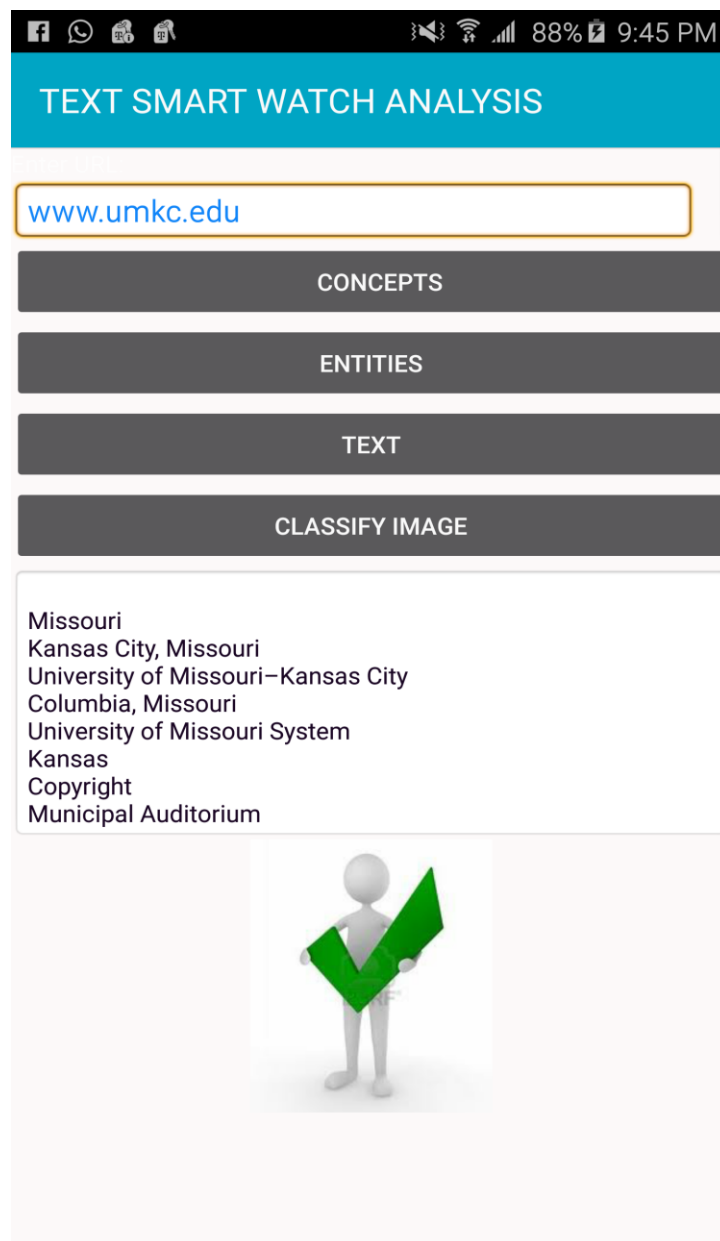 88% 9:45 PM
TEXT SMART WATCH ANALYSIS
www.umkc.edu
CONCEPTS
ENTITIES
TEXT
CLASSIFY IMAGE
Missouri
Kansas City, Missouri
University of Missouri–Kansas City
Columbia, Missouri
University of Missouri System
Kansas
Copyright
Municipal Auditorium